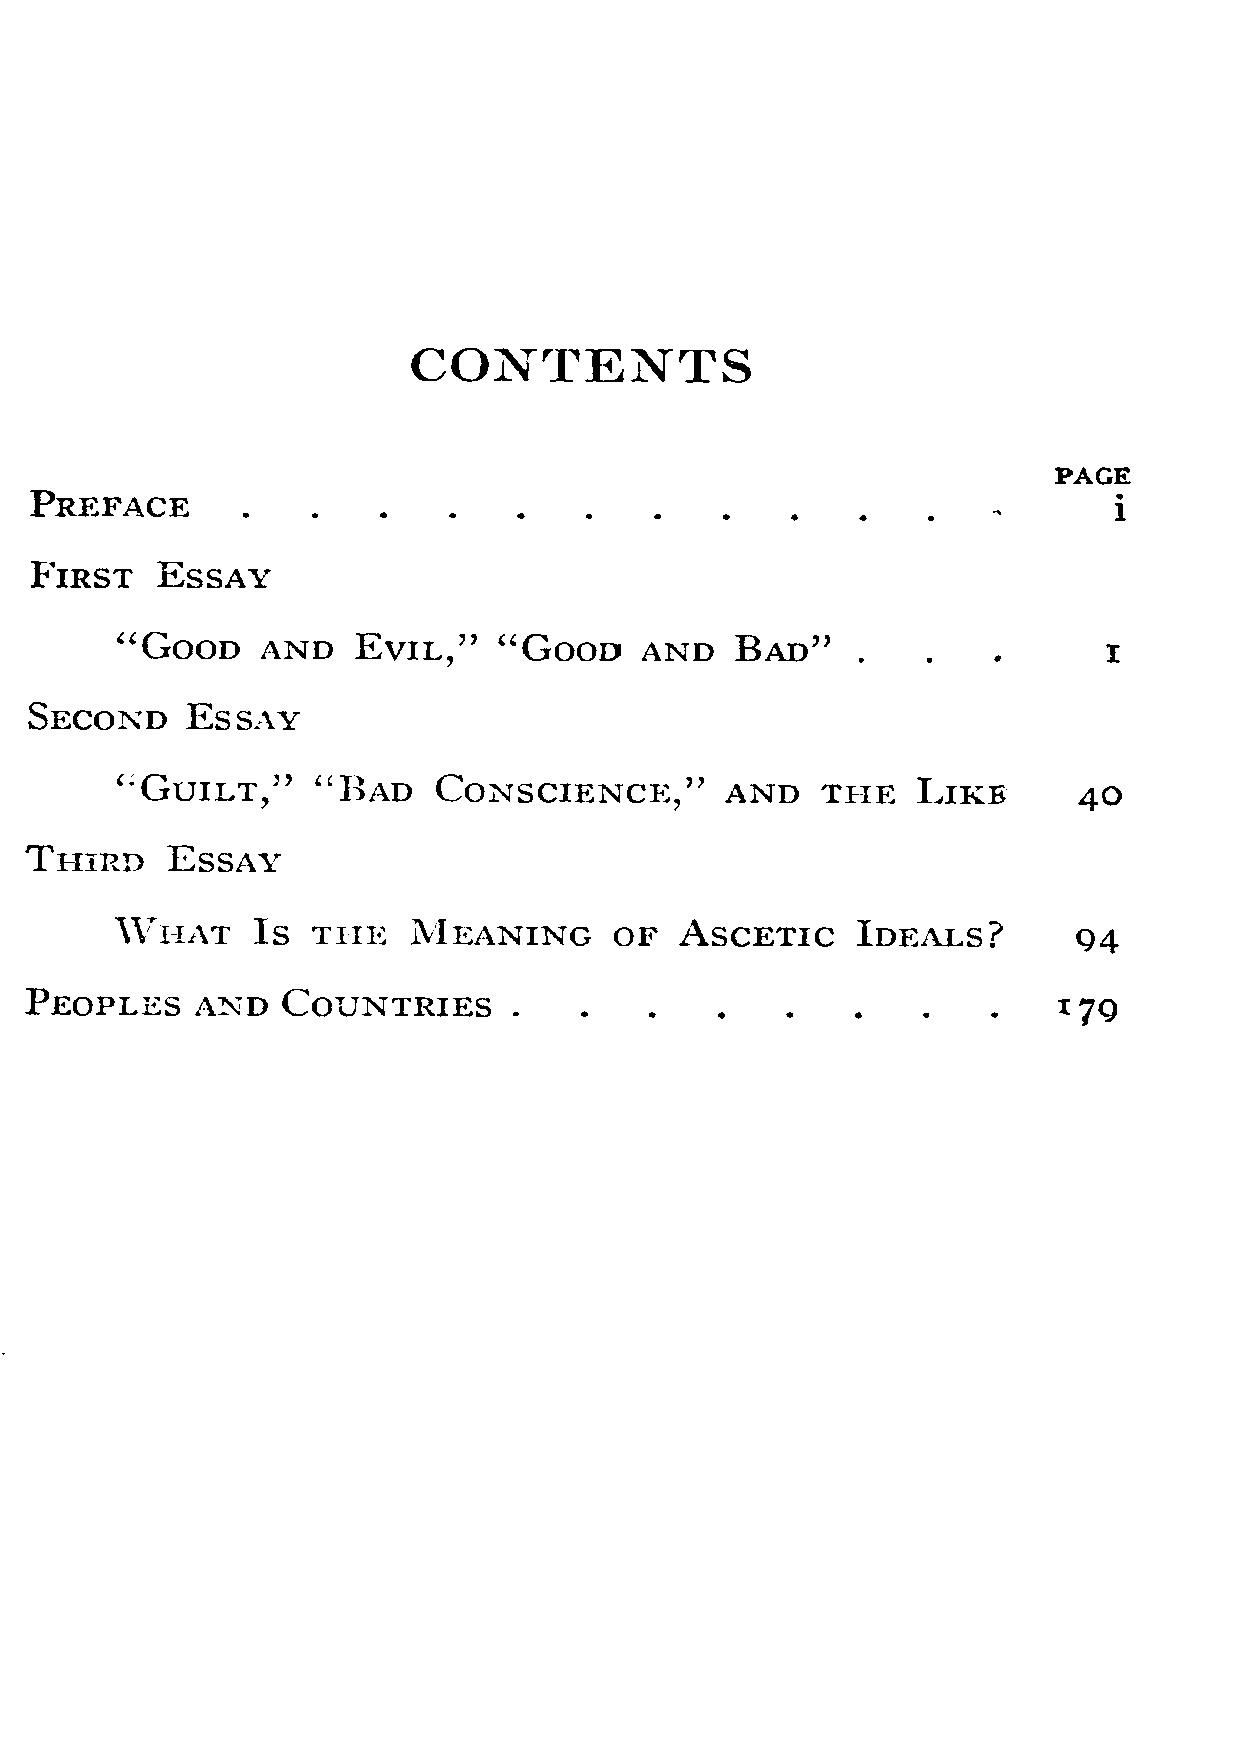 CONTENTS
PAGE
PREFACE . . . . . . . . . . . . i
FIRST ESSAY
“GOOD AND EVIL,” “GOOD AND BAD” . . . 1
SECOND ESSAY
“GUILT,” “BAD CONSCIENCE,” AND THE LIKE 40
THIRD ESSAY
WHAT IS THE MEANING OF ASCETIC IDEALS? 94
PEOPLES AND COUNTRIES . . . . . . . . 179